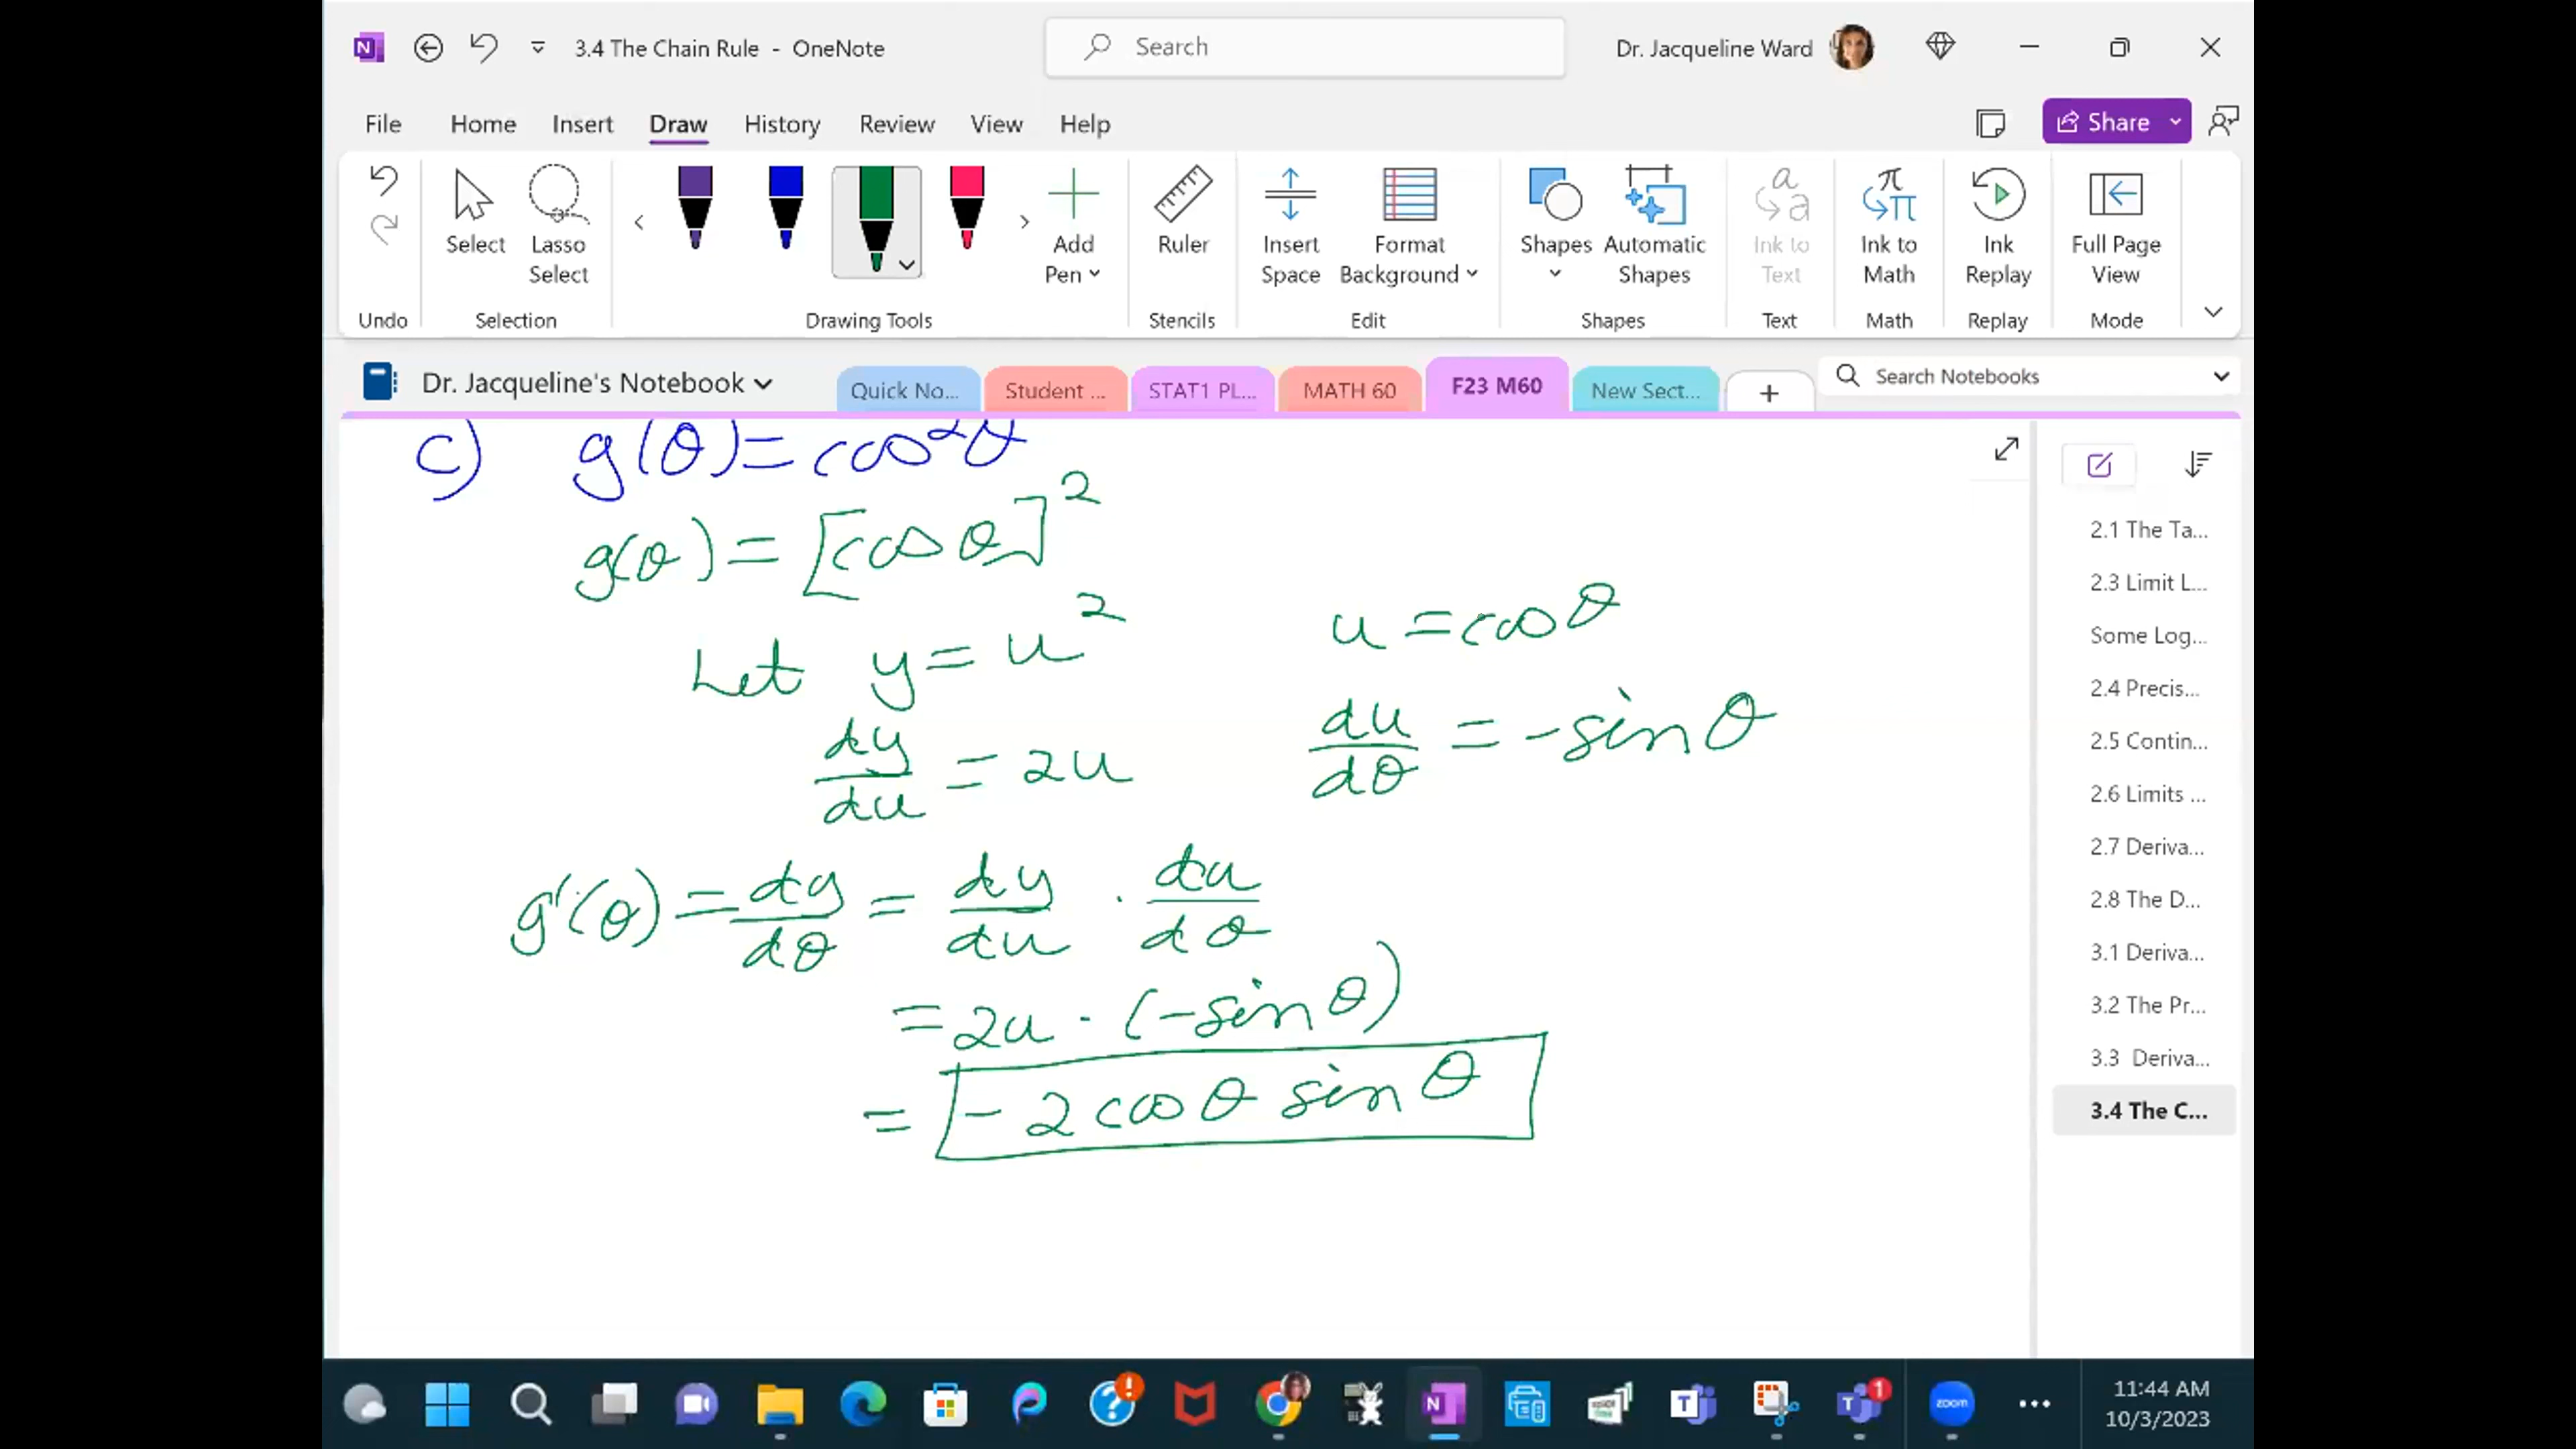 3.4 The Chain Rule - OneNote
Search
Dr. Jacqueline Ward
File Home Insert Draw History Review View Help
Share
Select
Lasso Select
Add Pen
Ruler
Insert Space
Format Background
Shapes
Automatic Shapes
Ink to Text
Ink to Math
Ink Replay
Full Page View
Undo Selection Drawing Tools Stencils Edit Shapes Text Math Replay Mode
Dr. Jacqueline's Notebook
Quick No... Student ... STAT1 PL... MATH 60 F23 M60 New Sect... +
Search Notebooks
c) g(θ) = cos²θ
g(θ) = [cos θ]²
Let y = u² u = cos θ
dy/du = 2u du/dθ = -sin θ
g'(θ) = dy/dθ = dy/du · du/dθ
= 2u · (-sin θ)
= -2 cos θ sin θ
2.1 The Ta...
2.3 Limit L...
Some Log...
2.4 Precis...
2.5 Contin...
2.6 Limits ...
2.7 Deriva...
2.8 The D...
3.1 Deriva...
3.2 The Pr...
3.3 Deriva...
3.4 The C...
zoom
11:44 AM
10/3/2023